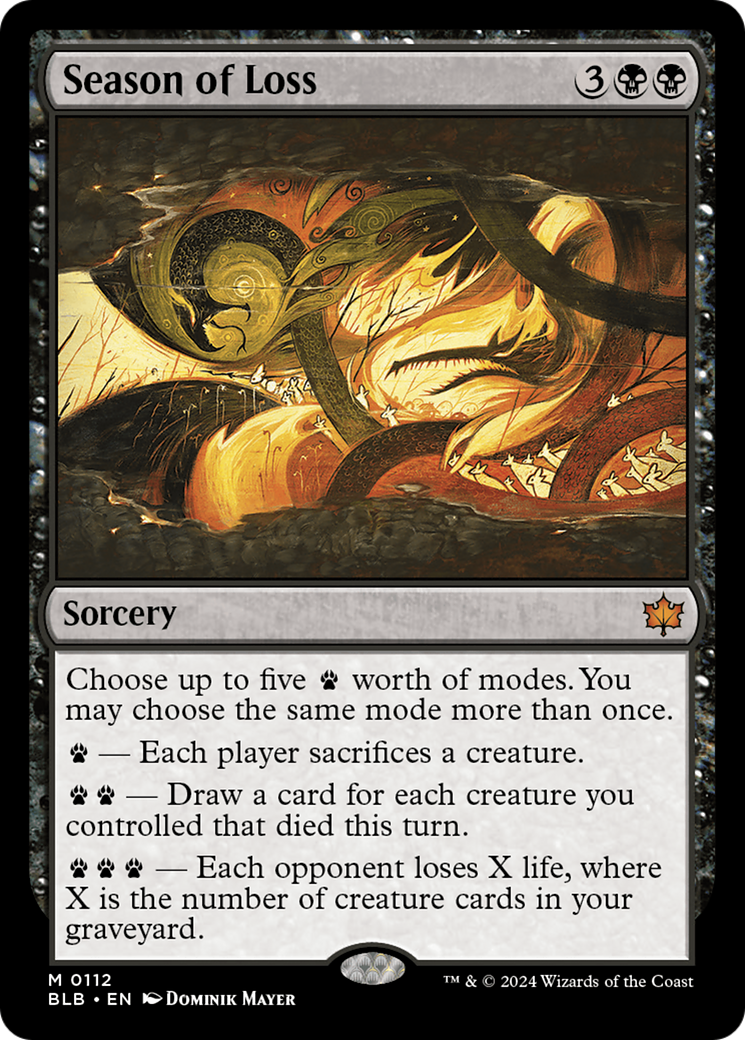 Season of Loss 3
Sorcery
Choose up to five worth of modes. You
may choose the same mode more than once.
— Each player sacrifices a creature.
— Draw a card for each creature you
controlled that died this turn.
— Each opponent loses X life, where
X is the number of creature cards in your
graveyard.
M 0112
™ & © 2024 Wizards of the Coast
BLB • EN Dominik Mayer